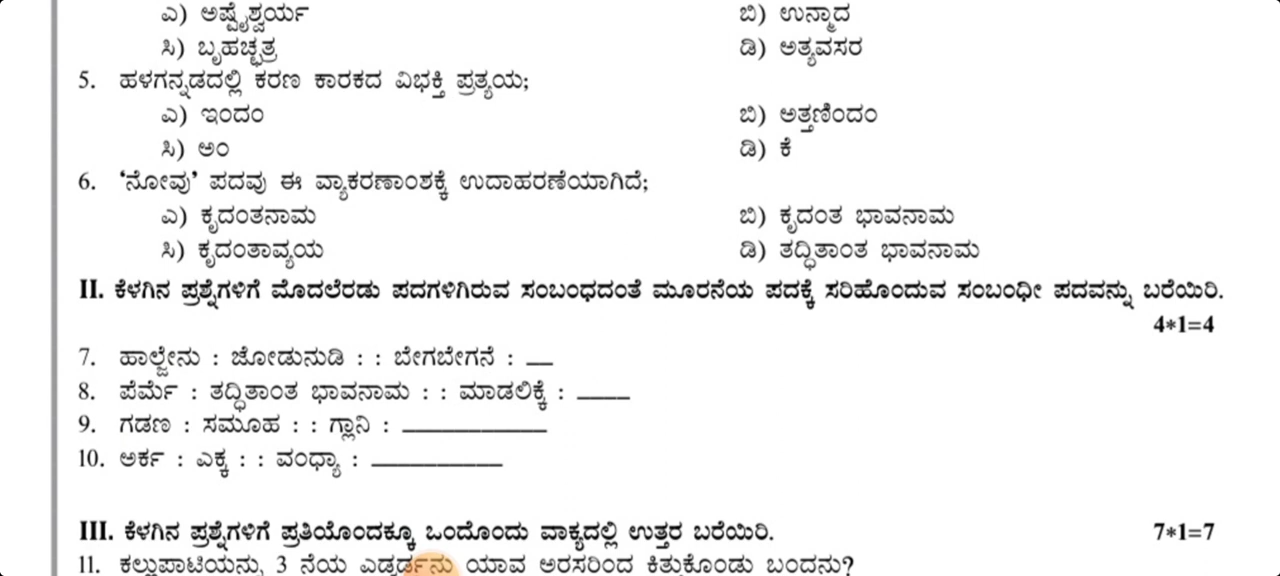 ಎ) ಅಷ್ಟೈಶ್ವರ್ಯ ಬಿ) ಉನ್ಮಾದ
ಸಿ) ಬೃಹಚ್ಛತ್ರ ಡಿ) ಅತ್ಯವಸರ
5. ಹಳಗನ್ನಡದಲ್ಲಿ ಕರಣ ಕಾರಕದ ವಿಭಕ್ತಿ ಪ್ರತ್ಯಯ;
ಎ) ಇಂದಂ ಬಿ) ಅತ್ತಣಿಂದಂ
ಸಿ) ಅಂ ಡಿ) ಕೆ
6. ‘ನೋವು’ ಪದವು ಈ ವ್ಯಾಕರಣಾಂಶಕ್ಕೆ ಉದಾಹರಣೆಯಾಗಿದೆ;
ಎ) ಕೃದಂತನಾಮ ಬಿ) ಕೃದಂತ ಭಾವನಾಮ
ಸಿ) ಕೃದಂತಾವ್ಯಯ ಡಿ) ತದ್ಧಿತಾಂತ ಭಾವನಾಮ
II. ಕೆಳಗಿನ ಪ್ರಶ್ನೆಗಳಿಗೆ ಮೊದಲೆರಡು ಪದಗಳಿಗಿರುವ ಸಂಬಂಧದಂತೆ ಮೂರನೆಯ ಪದಕ್ಕೆ ಸರಿಹೊಂದುವ ಸಂಬಂಧೀ ಪದವನ್ನು ಬರೆಯಿರಿ.
4*1=4
7. ಹಾಲ್ಜೇನು : ಜೋಡುನುಡಿ : : ಬೇಗಬೇಗನೆ : __
8. ಪೆರ್ಮೆ : ತದ್ಧಿತಾಂತ ಭಾವನಾಮ : : ಮಾಡಲಿಕ್ಕೆ : ____
9. ಗಡಣ : ಸಮೂಹ : : ಗ್ಲಾನಿ : ___________
10. ಅರ್ಕ : ಎಕ್ಕ : : ವಂಧ್ಯಾ : __________
III. ಕೆಳಗಿನ ಪ್ರಶ್ನೆಗಳಿಗೆ ಪ್ರತಿಯೊಂದಕ್ಕೂ ಒಂದೊಂದು ವಾಕ್ಯದಲ್ಲಿ ಉತ್ತರ ಬರೆಯಿರಿ. 7*1=7
11. ಕಲ್ಲುಪಾಟಿಯನ್ನು 3 ನೆಯ ಎಡ್ವರ್ಡನು ಯಾವ ಅರಸರಿಂದ ಕಿತ್ತುಕೊಂಡು ಬಂದನು?